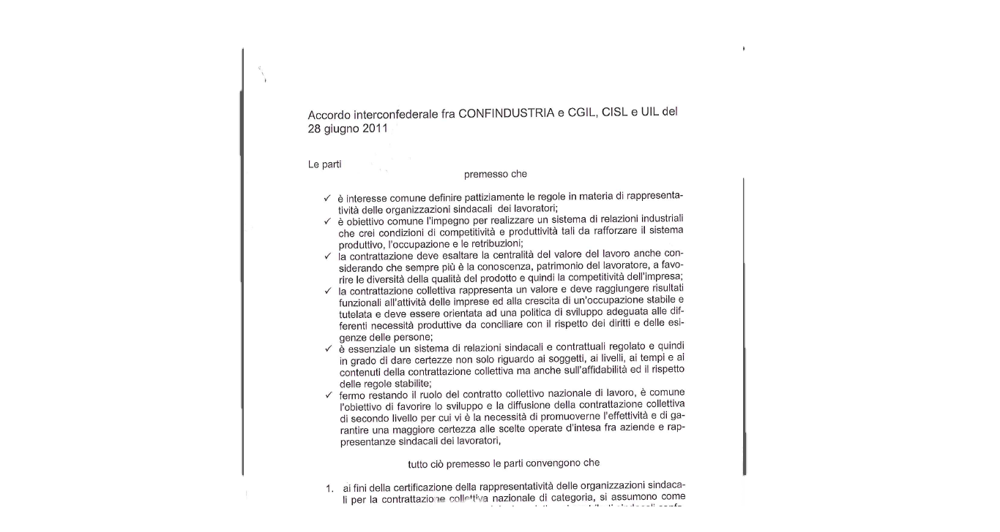 Accordo interconfederale fra CONFINDUSTRIA e CGIL, CISL e UIL del
28 giugno 2011
Le parti
premesso che
✓ è interesse comune definire pattiziamente le regole in materia di rappresenta-
tività delle organizzazioni sindacali dei lavoratori;
✓ è obiettivo comune l'impegno per realizzare un sistema di relazioni industriali
che crei condizioni di competitività e produttività tali da rafforzare il sistema
produttivo, l'occupazione e le retribuzioni;
✓ la contrattazione deve esaltare la centralità del valore del lavoro anche con-
siderando che sempre più è la conoscenza, patrimonio del lavoratore, a favo-
rire le diversità della qualità del prodotto e quindi la competitività dell'impresa;
✓ la contrattazione collettiva rappresenta un valore e deve raggiungere risultati
funzionali all'attività delle imprese ed alla crescita di un'occupazione stabile e
tutelata e deve essere orientata ad una politica di sviluppo adeguata alle dif-
ferenti necessità produttive da conciliare con il rispetto dei diritti e delle esi-
genze delle persone;
✓ è essenziale un sistema di relazioni sindacali e contrattuali regolato e quindi
in grado di dare certezze non solo riguardo ai soggetti, ai livelli, ai tempi e ai
contenuti della contrattazione collettiva ma anche sull'affidabilità ed il rispetto
delle regole stabilite;
✓ fermo restando il ruolo del contratto collettivo nazionale di lavoro, è comune
l'obiettivo di favorire lo sviluppo e la diffusione della contrattazione collettiva
di secondo livello per cui vi è la necessità di promuoverne l'effettività e di ga-
rantire una maggiore certezza alle scelte operate d'intesa fra aziende e rap-
presentanze sindacali dei lavoratori,
tutto ciò premesso le parti convengono che
1. ai fini della certificazione della rappresentatività delle organizzazioni sindaca-
li per la contrattazione collettiva nazionale di categoria, si assumono come